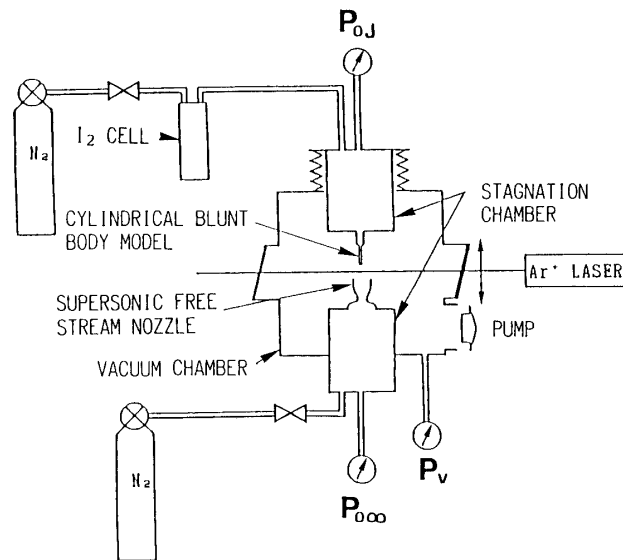 P0J
N2
I2 CELL
STAGNATION
CHAMBER
CYLINDRICAL BLUNT
BODY MODEL
Ar+ LASER
SUPERSONIC FREE
STREAM NOZZLE
PUMP
VACUUM CHAMBER
N2
PV
P0∞